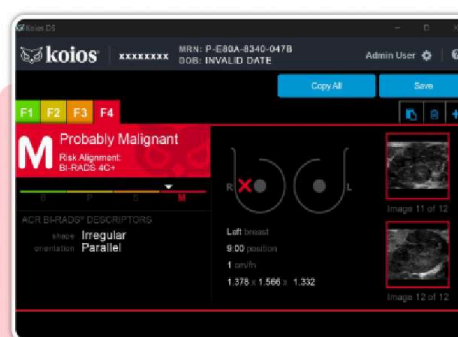 Koios DS
koios
xxxxxxxx
MRN: P-E80A-8340-047B
DOB: INVALID DATE
Admin User
Copy All
Save
F1 F2 F3 F4
M
Probably Malignant
Risk Alignment:
BI-RADS 4C+
B P S M
ACR BI-RADS® DESCRIPTORS
shape Irregular
orientation Parallel
R
L
Left breast
9:00 position
1 cm/fn
1.378 x 1.566 x 1.332
Image 11 of 12
Image 12 of 12